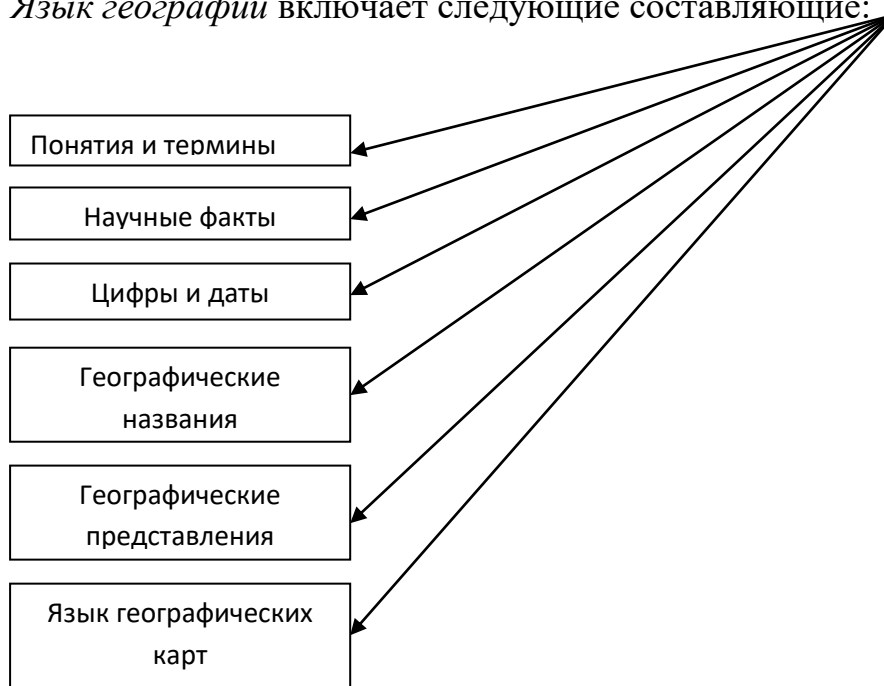 Язык географии включает следующие составляющие:
Понятия и термины
Научные факты
Цифры и даты
Географические
названия
Географические
представления
Язык географических
карт